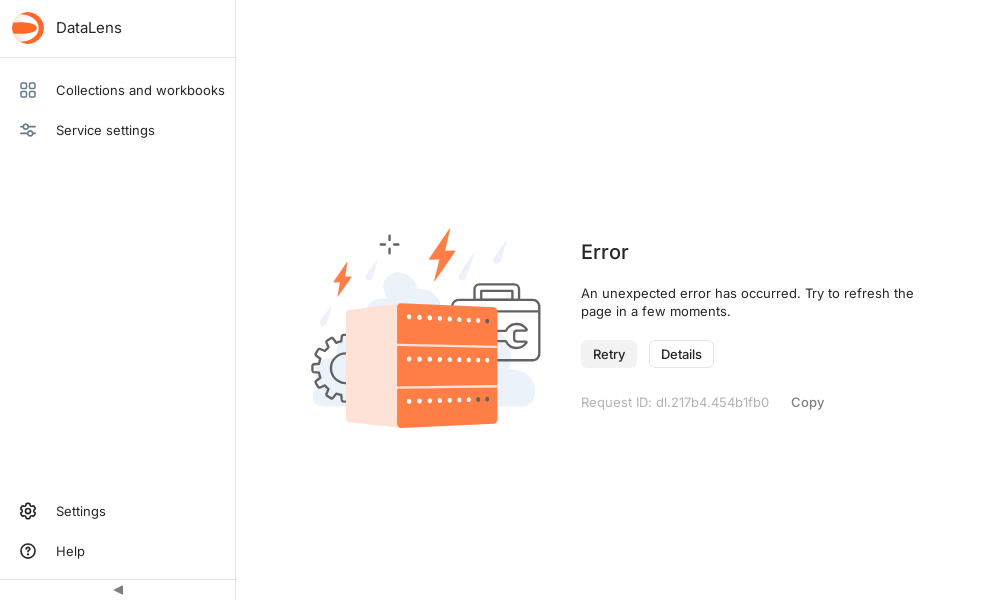 DataLens
Collections and workbooks
Service settings
Error
An unexpected error has occurred. Try to refresh the
page in a few moments.
Retry
Details
Request ID: dl.217b4.454b1fb0
Copy
Settings
Help